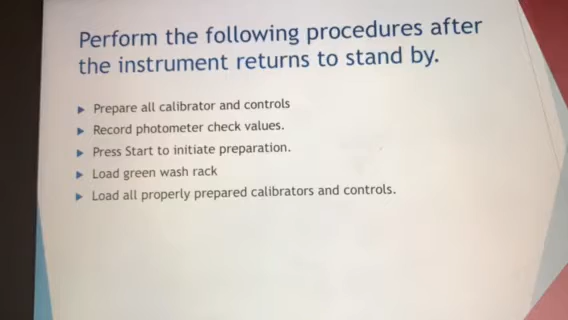 Perform the following procedures after
the instrument returns to stand by.
Prepare all calibrator and controls
Record photometer check values.
Press Start to initiate preparation.
Load green wash rack
Load all properly prepared calibrators and controls.